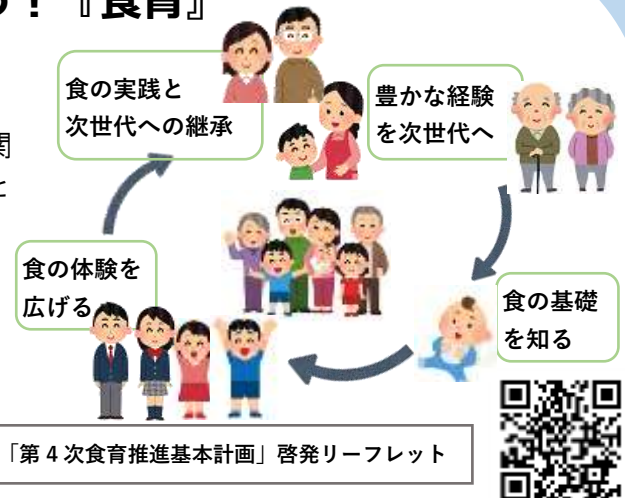 ！『食育』
食の実践と
次世代への継承
豊かな経験
を次世代へ
関
と
食の体験を
広げる
食の基礎
を知る
「第４次食育推進基本計画」啓発リーフレット